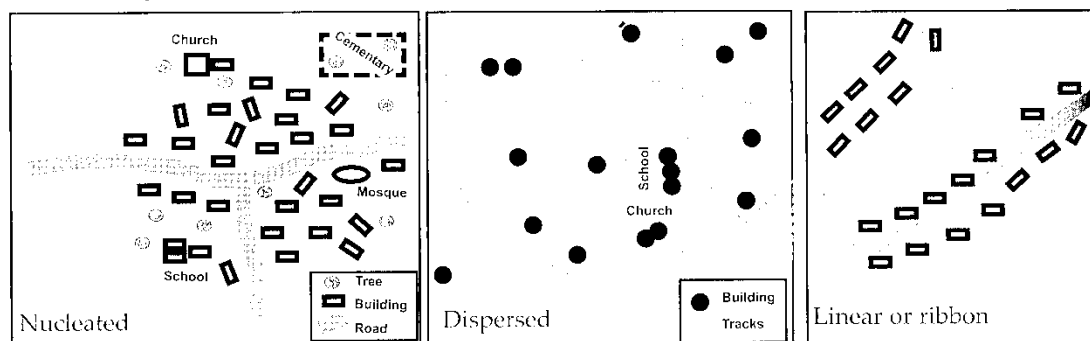 Church
Cementary
Mosque
School
Tree
Building
Road
Nucleated
School
Church
Building
Tracks
Dispersed
Linear or ribbon